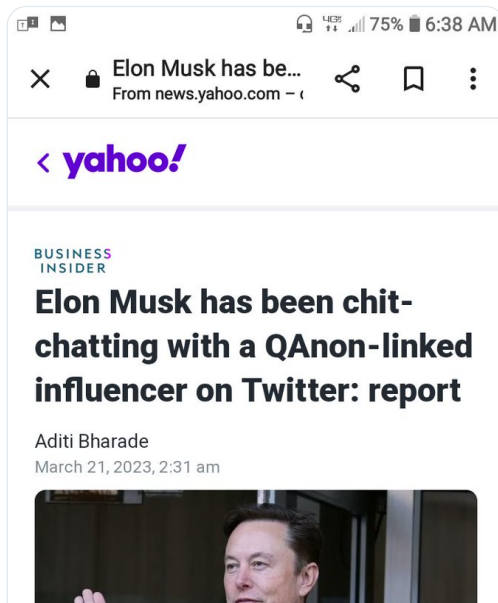 75% 6:38 AM
Elon Musk has be...
From news.yahoo.com –
yahoo!
BUSINESS
INSIDER
Elon Musk has been chit-
chatting with a QAnon-linked
influencer on Twitter: report
Aditi Bharade
March 21, 2023, 2:31 am